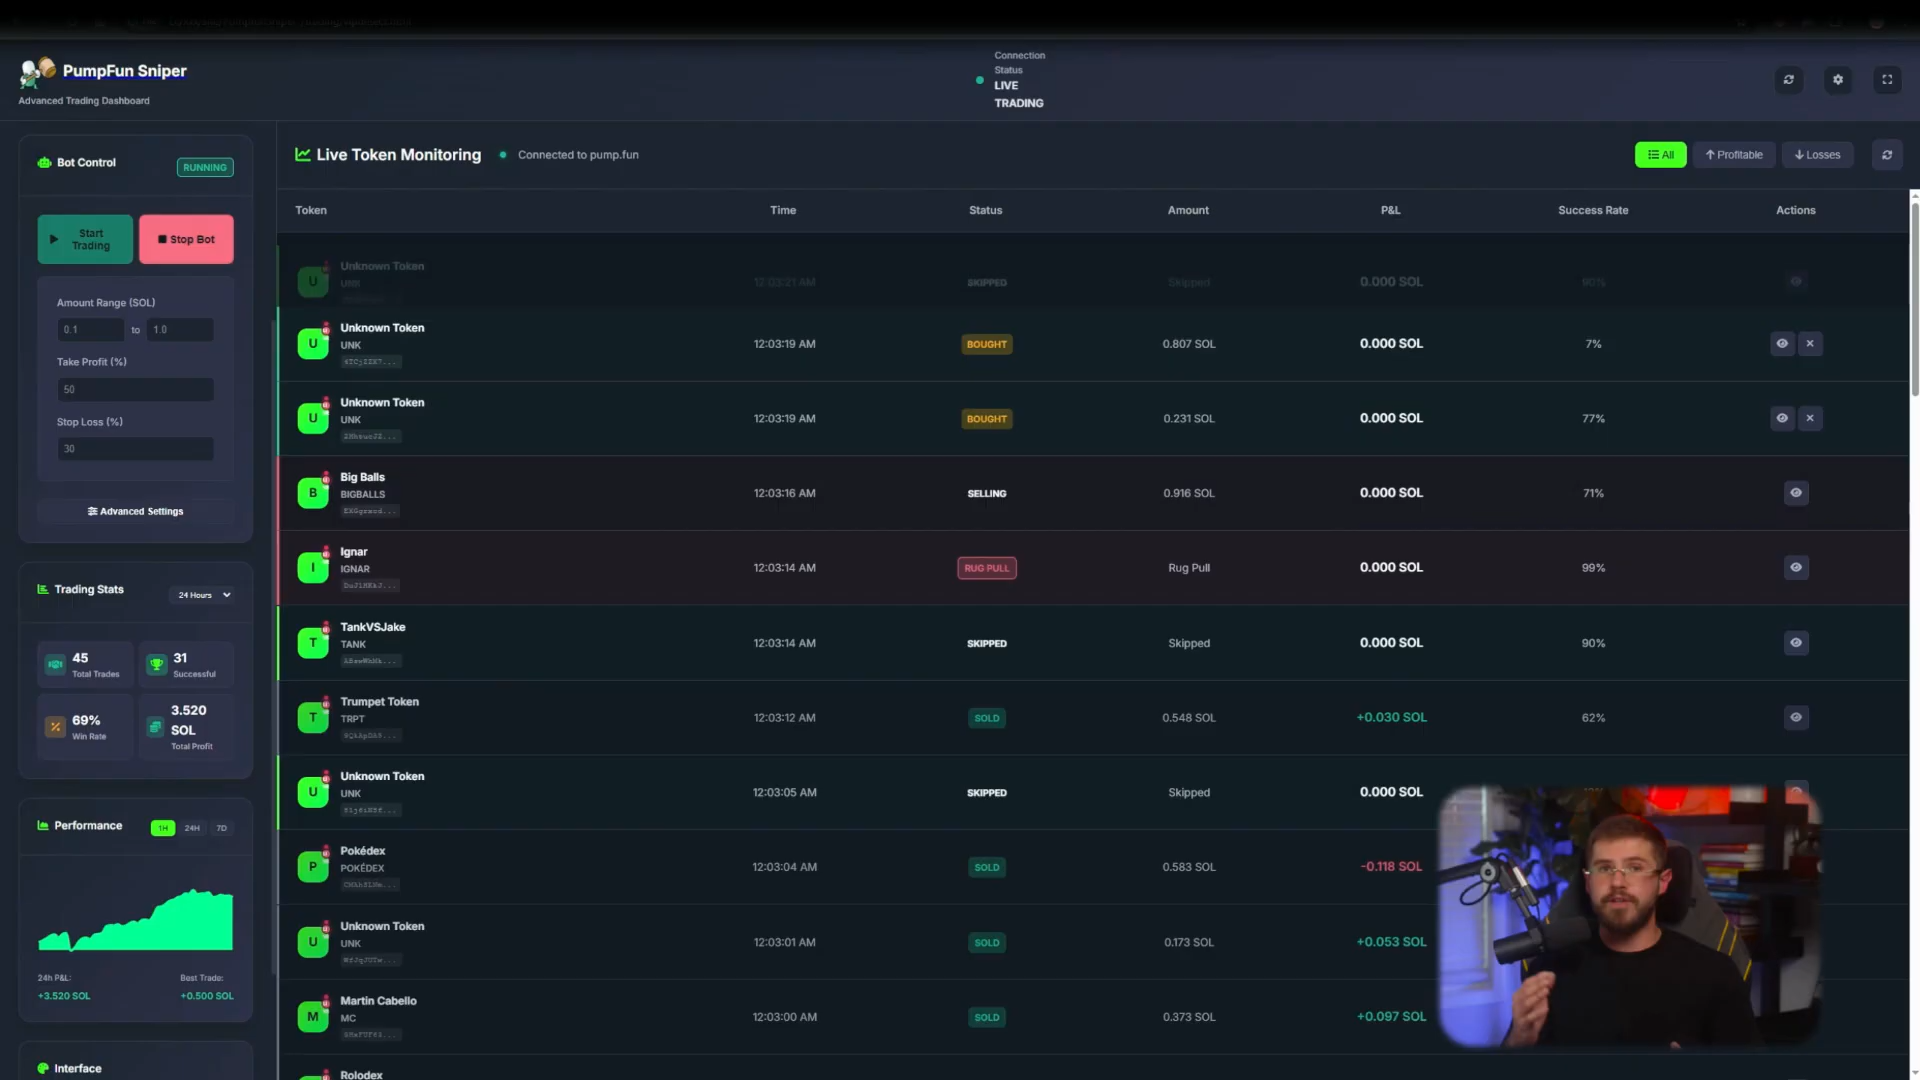 PumpFun Sniper
Advanced Trading Dashboard
Connection
Status
LIVE
TRADING
Bot Control
RUNNING
Start
Trading
Stop Bot
Amount Range (SOL)
0.1 to 1.0
Take Profit (%)
50
Stop Loss (%)
30
Advanced Settings
Trading Stats
24 Hours
45
Total Trades
31
Successful
69%
Win Rate
3.520
SOL
Total Profit
Performance
1H 24H 7D
24h P&L:
+3.520 SOL
Best Trade:
+0.500 SOL
Interface
Live Token Monitoring
Connected to pump.fun
All
Profitable
Losses
Token Time Status Amount P&L Success Rate Actions
U Unknown Token
UNK
12:03:21 AM SKIPPED Skipped 0.000 SOL 90%
U Unknown Token
UNK
12:03:19 AM BOUGHT 0.807 SOL 0.000 SOL 7%
U Unknown Token
UNK
12:03:19 AM BOUGHT 0.231 SOL 0.000 SOL 77%
B Big Balls
BIGBALLS
12:03:16 AM SELLING 0.916 SOL 0.000 SOL 71%
I Ignar
IGNAR
12:03:14 AM RUG PULL Rug Pull 0.000 SOL 99%
T TankVSJake
TANK
12:03:14 AM SKIPPED Skipped 0.000 SOL 90%
T Trumpet Token
TRPT
12:03:12 AM SOLD 0.548 SOL +0.030 SOL 62%
U Unknown Token
UNK
12:03:05 AM SKIPPED Skipped 0.000 SOL
P Pokédex
POKÉDEX
12:03:04 AM SOLD 0.583 SOL -0.118 SOL
U Unknown Token
UNK
12:03:01 AM SOLD 0.173 SOL +0.053 SOL
M Martin Cabello
MC
12:03:00 AM SOLD 0.373 SOL +0.097 SOL
Rolodex